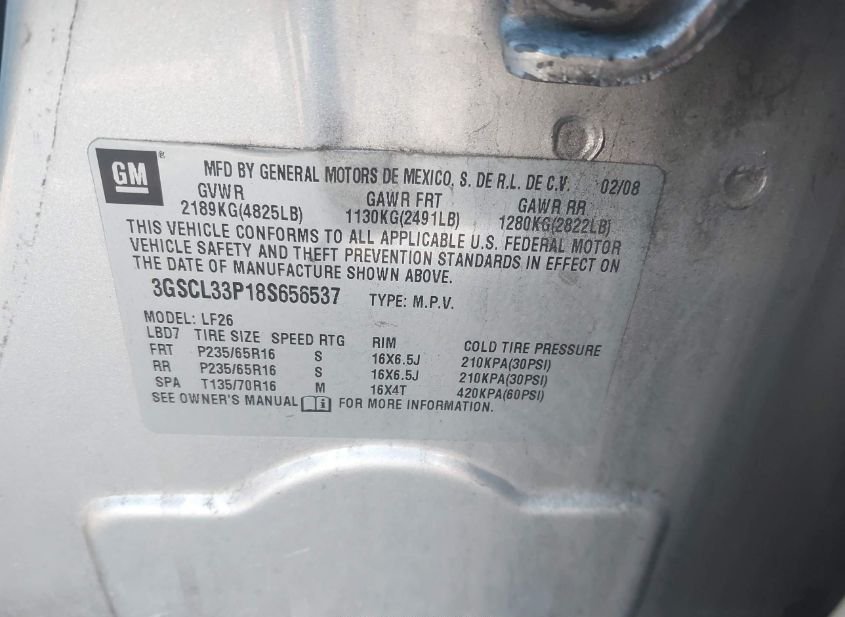 GM ® MFD BY GENERAL MOTORS DE MEXICO, S. DE R.L. DE C.V. 02/08
GVWR GAWR FRT GAWR RR
2189KG(4825LB) 1130KG(2491LB) 1280KG(2822LB)
THIS VEHICLE CONFORMS TO ALL APPLICABLE U.S. FEDERAL MOTOR
VEHICLE SAFETY AND THEFT PREVENTION STANDARDS IN EFFECT ON
THE DATE OF MANUFACTURE SHOWN ABOVE.
3GSCL33P18S656537 TYPE: M.P.V.
MODEL: LF26
LBD7 TIRE SIZE SPEED RTG RIM COLD TIRE PRESSURE
FRT P235/65R16 S 16X6.5J 210KPA(30PSI)
RR P235/65R16 S 16X6.5J 210KPA(30PSI)
SPA T135/70R16 M 16X4T 420KPA(60PSI)
SEE OWNER'S MANUAL i FOR MORE INFORMATION.